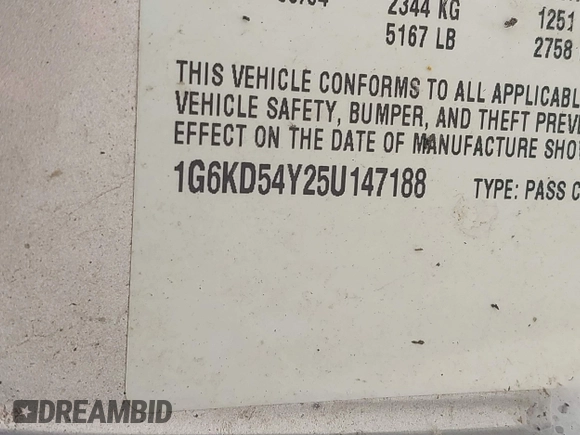 2344 KG 1251
5167 LB 2758
THIS VEHICLE CONFORMS TO ALL APPLICABL
VEHICLE SAFETY, BUMPER, AND THEFT PREV
EFFECT ON THE DATE OF MANUFACTURE SHO
1G6KD54Y25U147188 TYPE: PASS C
DREAMBID